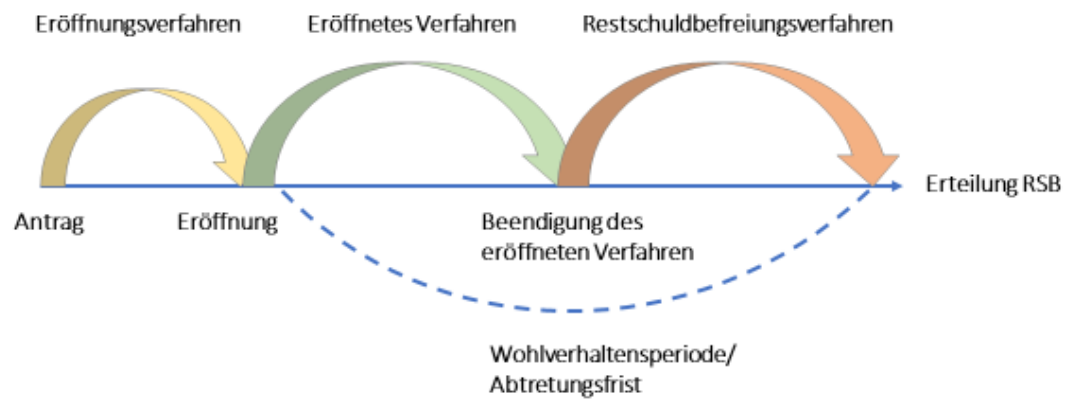 Eröffnungsverfahren
Eröffnetes Verfahren
Restschuldbefreiungsverfahren
Erteilung RSB
Antrag
Eröffnung
Beendigung des
eröffneten Verfahren
Wohlverhaltensperiode/
Abtretungsfrist